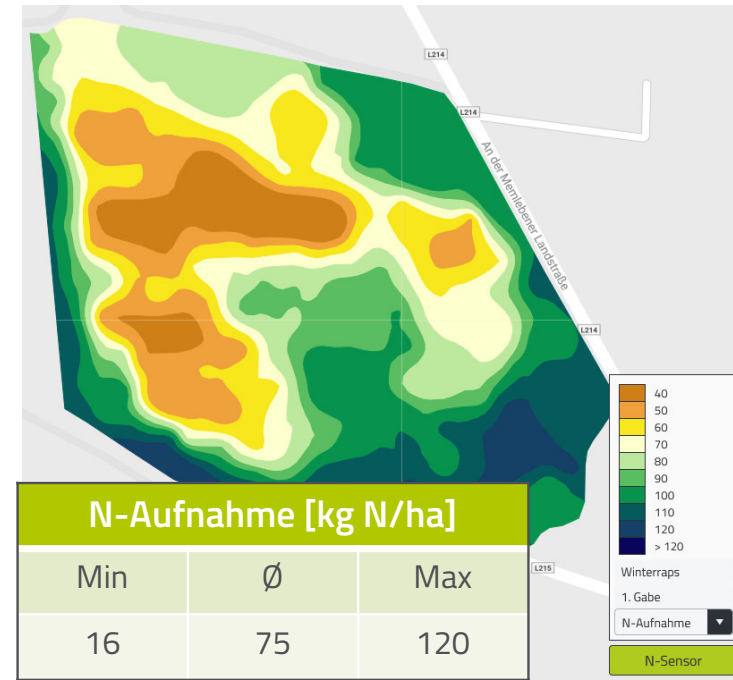 L214
L214
An der Memlebener Landstraße
L214
40
50
60
70
80
90
100
110
120
> 120
Winterraps
1. Gabe
N-Aufnahme
N-Sensor
L215
N-Aufnahme [kg N/ha]
Min Ø Max
16 75 120